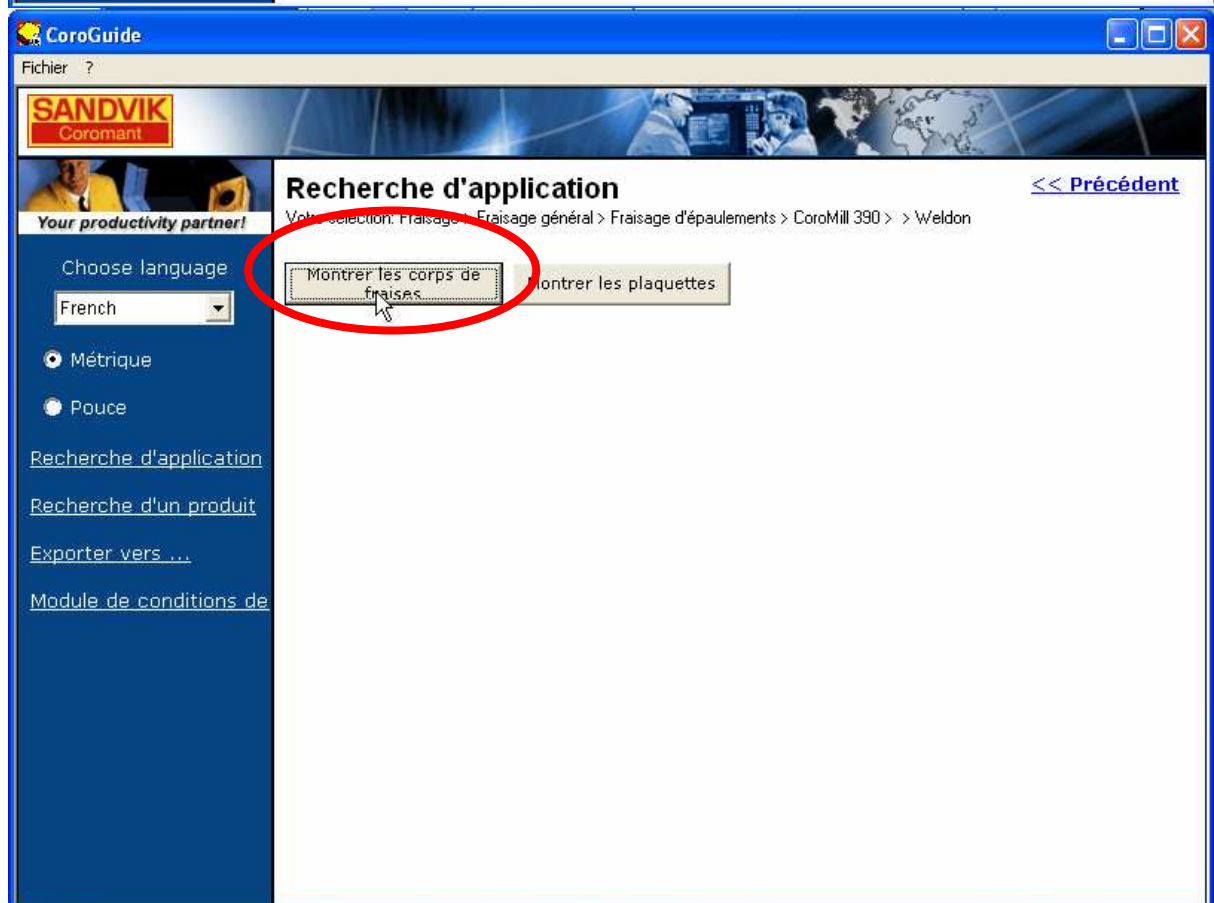 CoroGuide
Fichier ?
SANDVIK
Coromant
Your productivity partner!
Choose language
French
Métrique
Pouce
Recherche d'application
Recherche d'un produit
Exporter vers ...
Module de conditions de
Recherche d'application
<< Précédent
Votre sélection: Fraisage > Fraisage général > Fraisage d'épaulements > CoroMill 390 > > Weldon
Montrer les corps de
fraises
Montrer les plaquettes